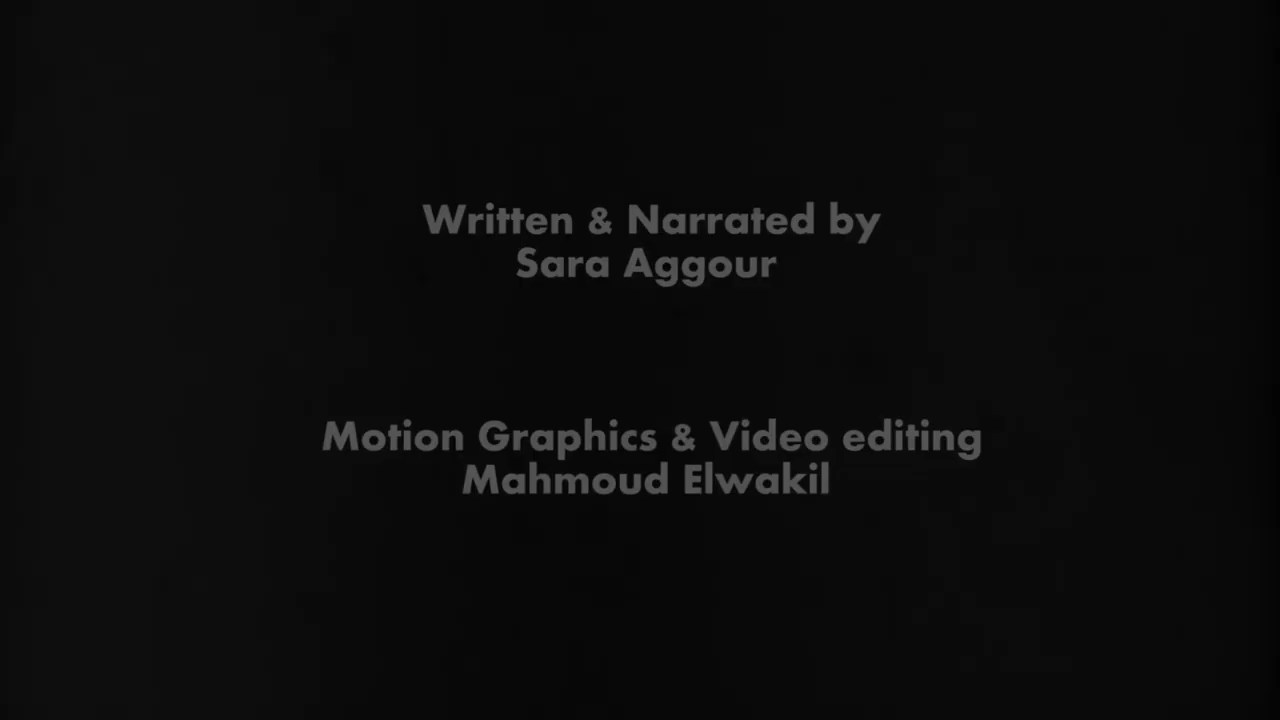 Written & Narrated by
Sara Aggour
Motion Graphics & Video editing
Mahmoud Elwakil